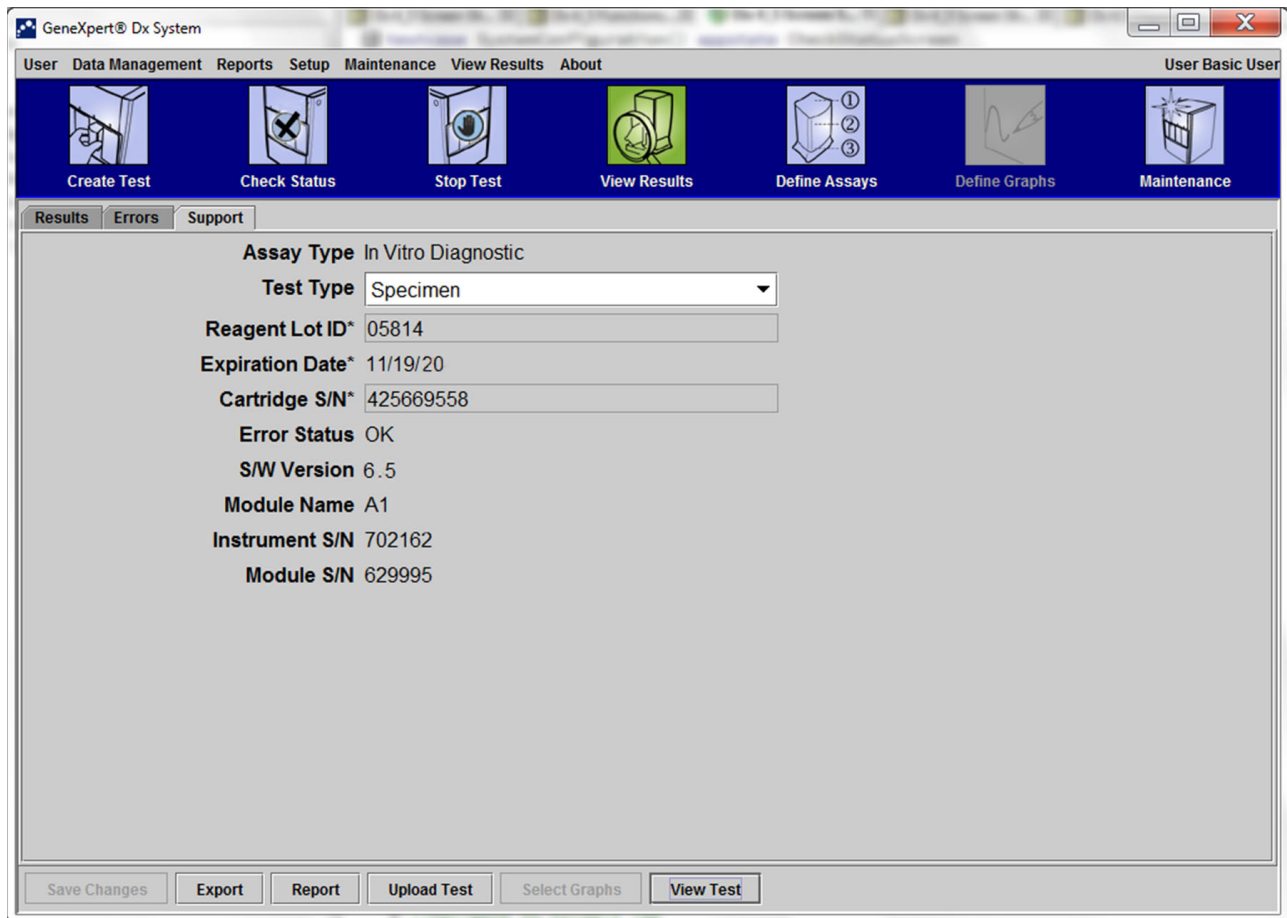 GeneXpert® Dx System
User Data Management Reports Setup Maintenance View Results About User Basic User
① ② ③
Create Test Check Status Stop Test View Results Define Assays Define Graphs Maintenance
Results Errors Support
Assay Type In Vitro Diagnostic
Test Type Specimen
Reagent Lot ID* 05814
Expiration Date* 11/19/20
Cartridge S/N* 425669558
Error Status OK
S/W Version 6.5
Module Name A1
Instrument S/N 702162
Module S/N 629995
Save Changes Export Report Upload Test Select Graphs View Test